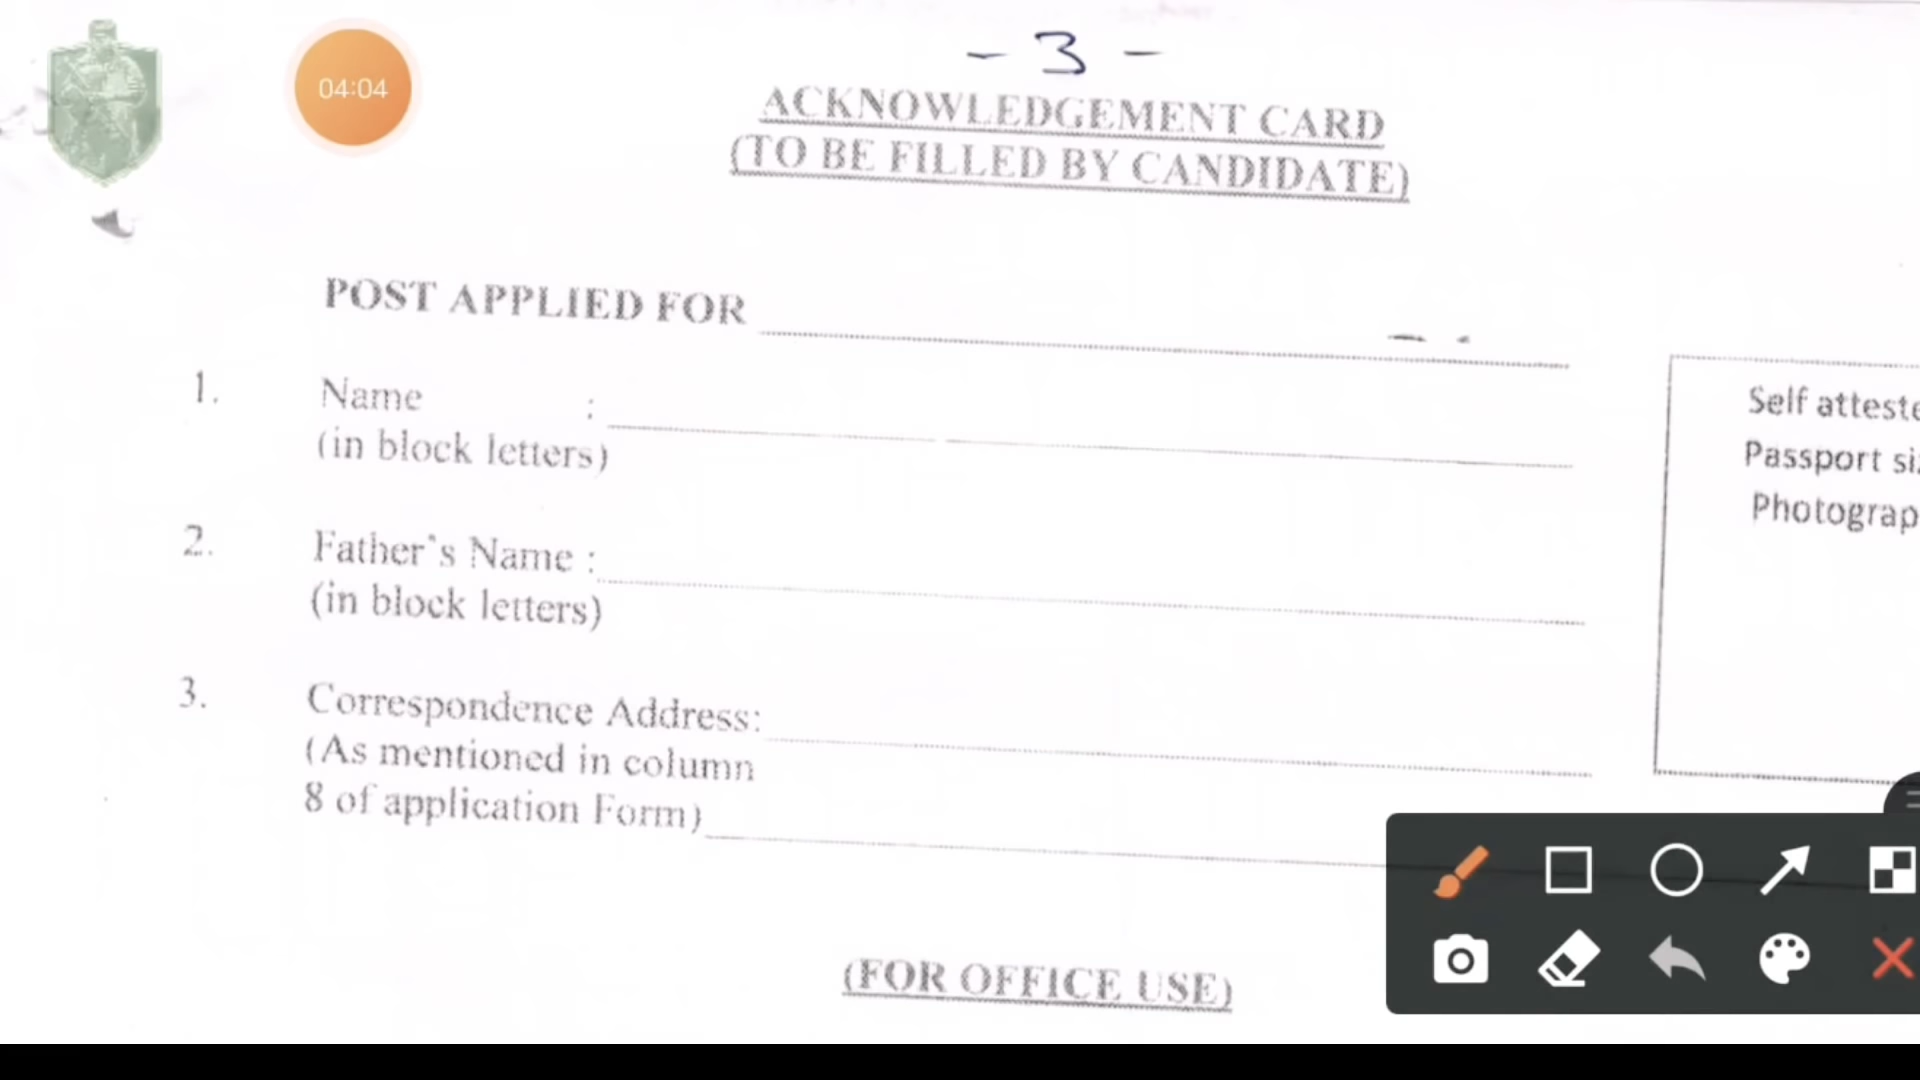 04:04
- 3 -
ACKNOWLEDGEMENT CARD
(TO BE FILLED BY CANDIDATE)
POST APPLIED FOR
1. Name :
(in block letters)
2. Father's Name :
(in block letters)
3. Correspondence Address:
(As mentioned in column
8 of application Form)
Self atteste
Passport siz
Photograp
(FOR OFFICE USE)